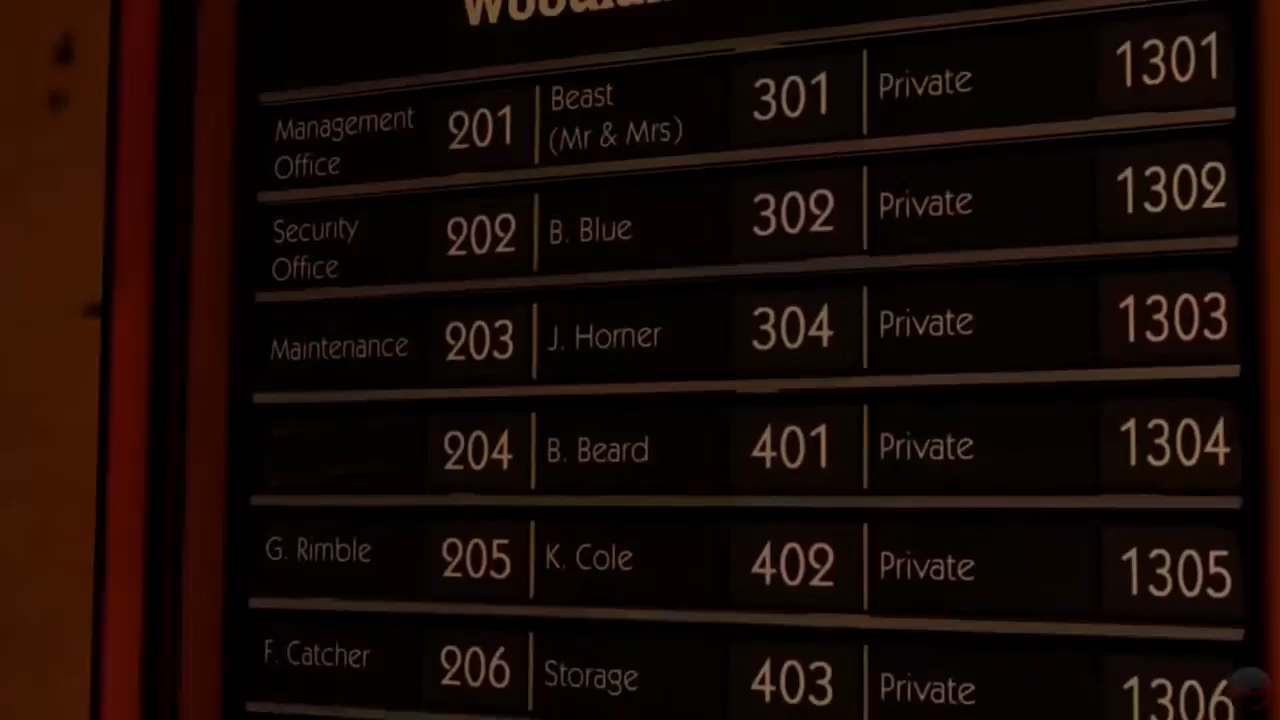 Management
Office
201
Beast
(Mr & Mrs)
301
Private
1301
Security
Office
202
B. Blue
302
Private
1302
Maintenance
203
J. Horner
304
Private
1303
204
B. Beard
401
Private
1304
G. Rimble
205
K. Cole
402
Private
1305
F. Catcher
206
Storage
403
Private
1306